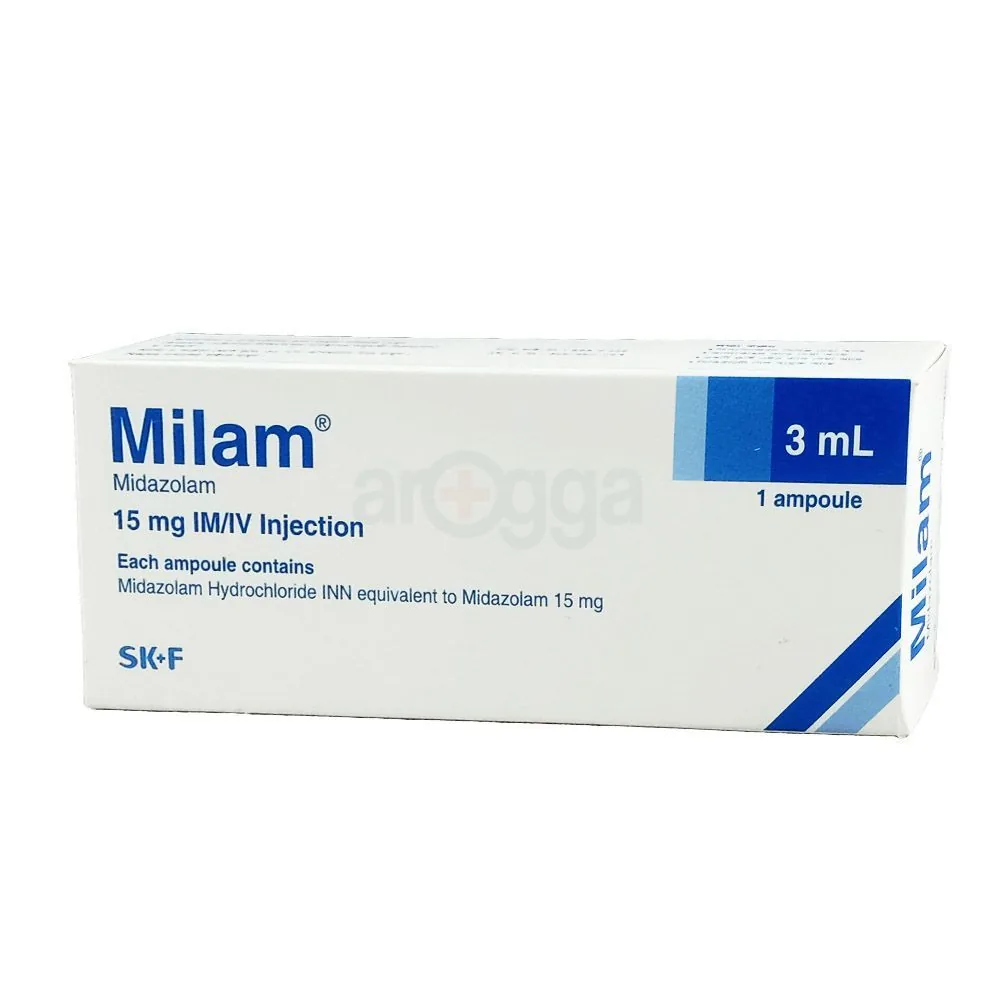 Milam®
Midazolam
15 mg IM/IV Injection
Each ampoule contains
Midazolam Hydrochloride INN equivalent to Midazolam 15 mg
SK+F
3 mL
1 ampoule
arogga
Milam®